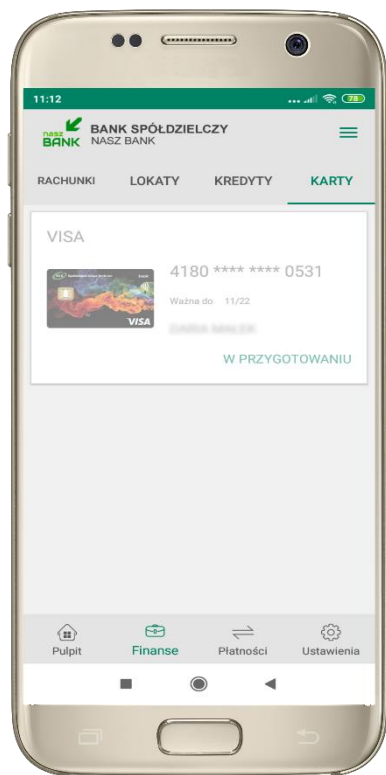 11:12
78
nasz BANK
BANK SPÓŁDZIELCZY
NASZ BANK
RACHUNKI LOKATY KREDYTY KARTY
VISA
4180 **** **** 0531
Ważna do 11/22
VISA
W PRZYGOTOWANIU
Pulpit Finanse Płatności Ustawienia